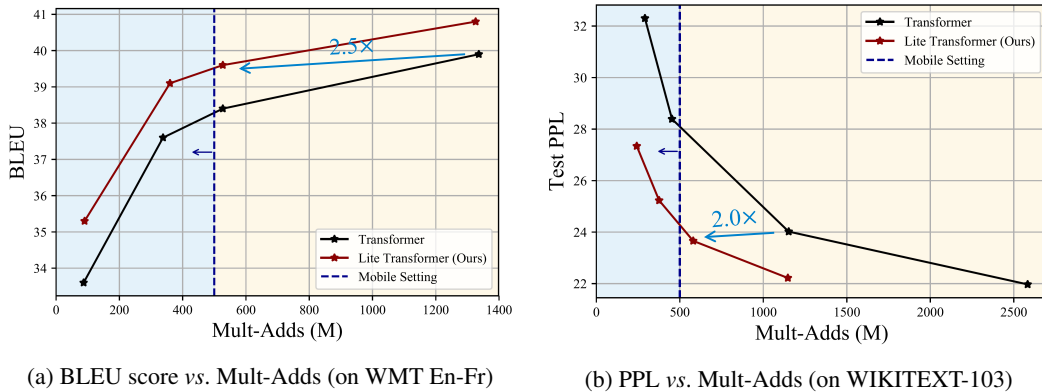 41
40
39
38
37
36
35
34
BLEU
2.5×
Transformer
Lite Transformer (Ours)
Mobile Setting
0 200 400 600 800 1000 1200 1400
Mult-Adds (M)
(a) BLEU score vs. Mult-Adds (on WMT En-Fr)
32
30
28
26
24
22
Test PPL
Transformer
Lite Transformer (Ours)
Mobile Setting
2.0×
0 500 1000 1500 2000 2500
Mult-Adds (M)
(b) PPL vs. Mult-Adds (on WIKITEXT-103)